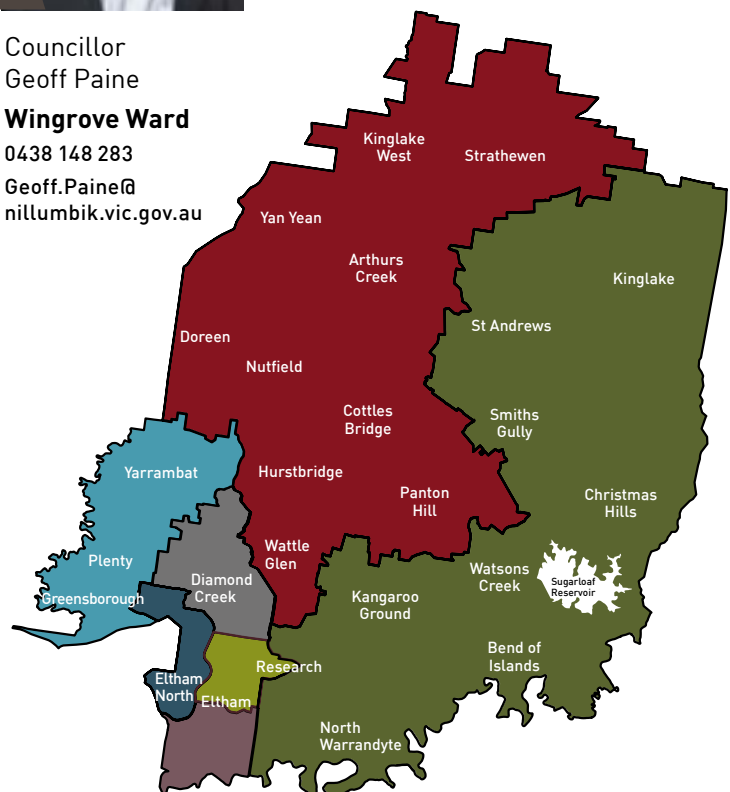 Councillor
Geoff Paine
Wingrove Ward
0438 148 283
Geoff.Paine@
nillumbik.vic.gov.au
Kinglake
West
Strathewen
Yan Yean
Arthurs
Creek
Kinglake
St Andrews
Doreen
Nutfield
Cottles
Bridge
Smiths
Gully
Yarrambat
Hurstbridge
Panton
Hill
Christmas
Hills
Wattle
Glen
Plenty
Diamond
Creek
Watsons
Creek
Sugarloaf
Reservoir
Greensborough
Kangaroo
Ground
Bend of
Islands
Research
Eltham
North
Eltham
North
Warrandyte